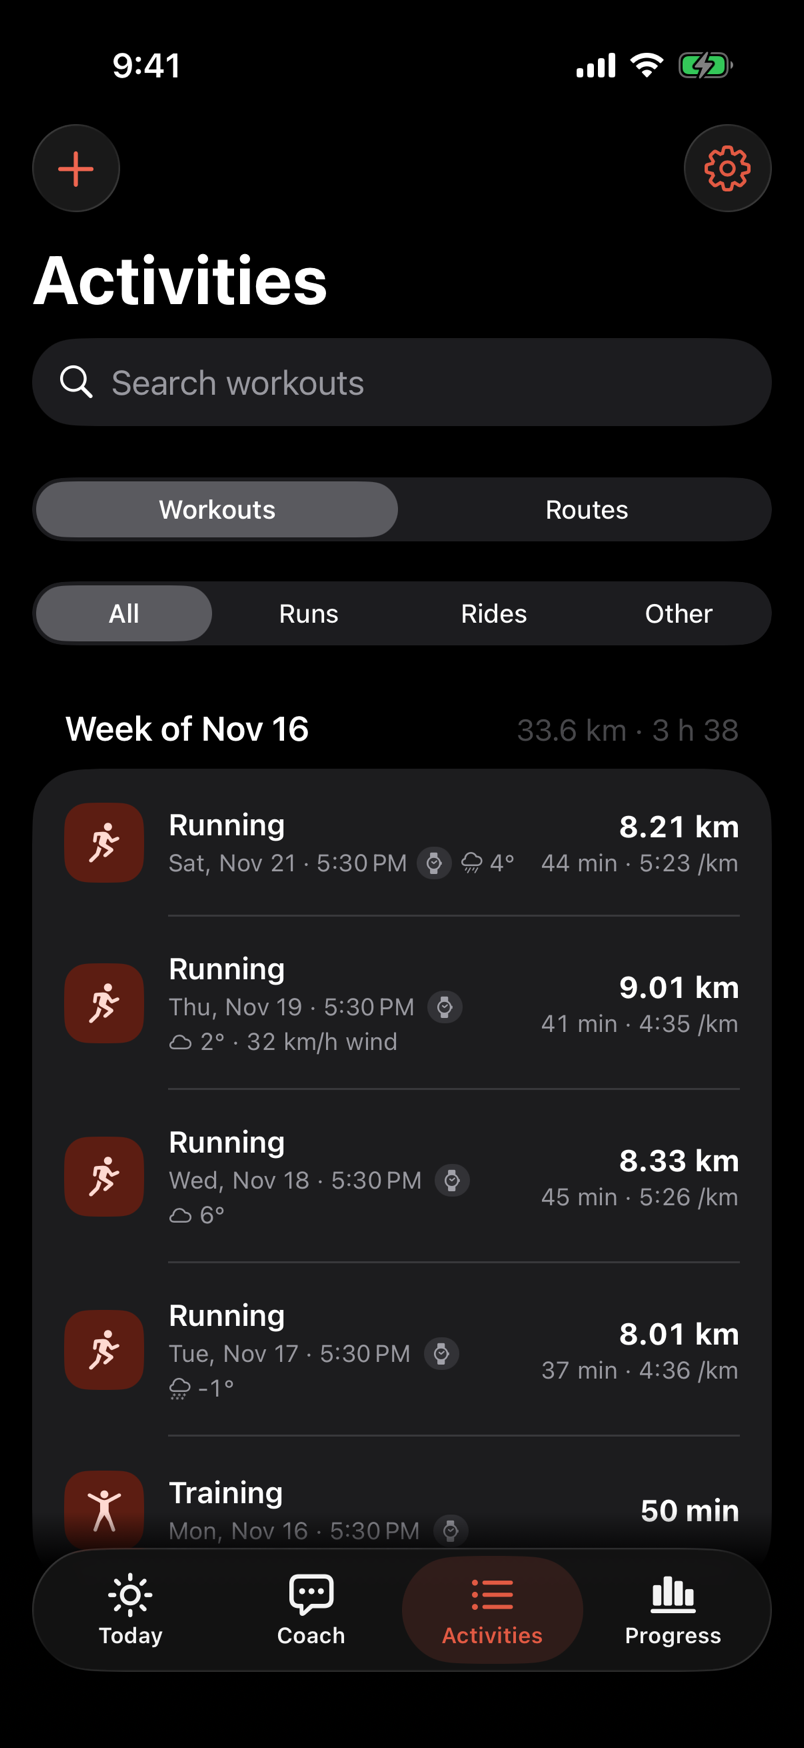 9:41
Activities
Search workouts
Workouts Routes
All Runs Rides Other
Week of Nov 16 33.6 km · 3 h 38
Running 8.21 km
Sat, Nov 21 · 5:30 PM 4° 44 min · 5:23 /km
Running 9.01 km
Thu, Nov 19 · 5:30 PM 41 min · 4:35 /km
2° · 32 km/h wind
Running 8.33 km
Wed, Nov 18 · 5:30 PM 45 min · 5:26 /km
6°
Running 8.01 km
Tue, Nov 17 · 5:30 PM 37 min · 4:36 /km
-1°
Training 50 min
Mon, Nov 16 · 5:30 PM
Today Coach Activities Progress